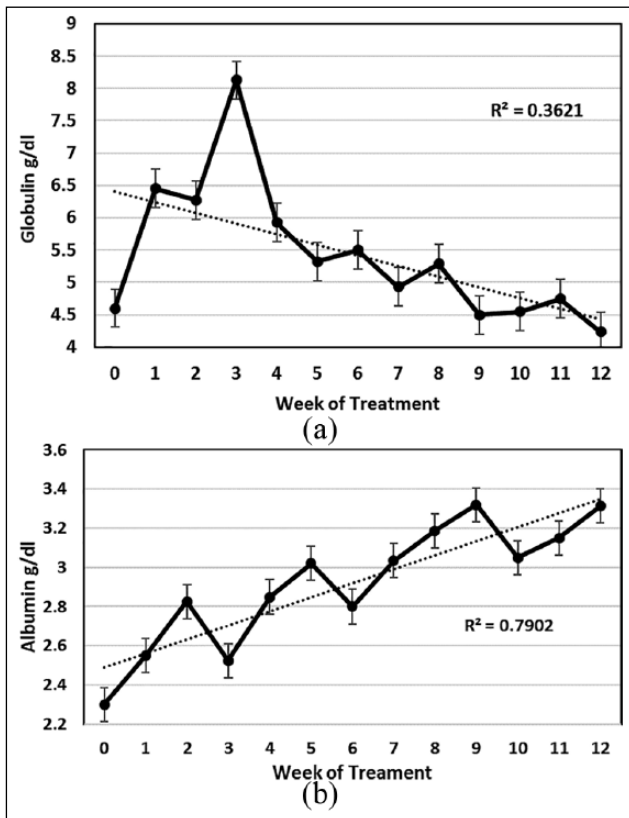 9
8.5
8
7.5
7
6.5
6
5.5
5
4.5
4
Globulin g/dl
R² = 0.3621
0 1 2 3 4 5 6 7 8 9 10 11 12
Week of Treatment
(a)
3.6
3.4
3.2
3
2.8
2.6
2.4
2.2
Albumin g/dl
R² = 0.7902
0 1 2 3 4 5 6 7 8 9 10 11 12
Week of Treament
(b)